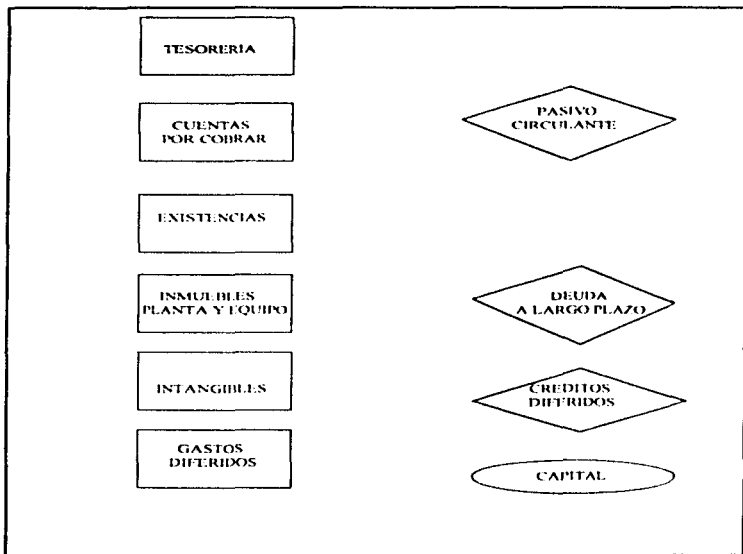 TESORERIA
CUENTAS
POR COBRAR
EXISTENCIAS
INMUEBLES
PLANTA Y EQUIPO
INTANGIBLES
GASTOS
DIFERIDOS
PASIVO
CIRCULANTE
DEUDA
A LARGO PLAZO
CREDITOS
DIFERIDOS
CAPITAL